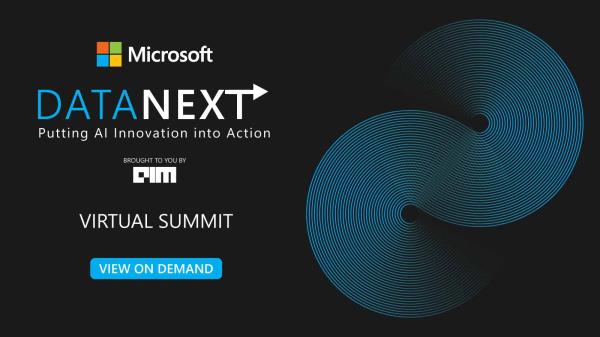 Microsoft
DATANEXT
Putting AI Innovation into Action
BROUGHT TO YOU BY
AIM
VIRTUAL SUMMIT
VIEW ON DEMAND